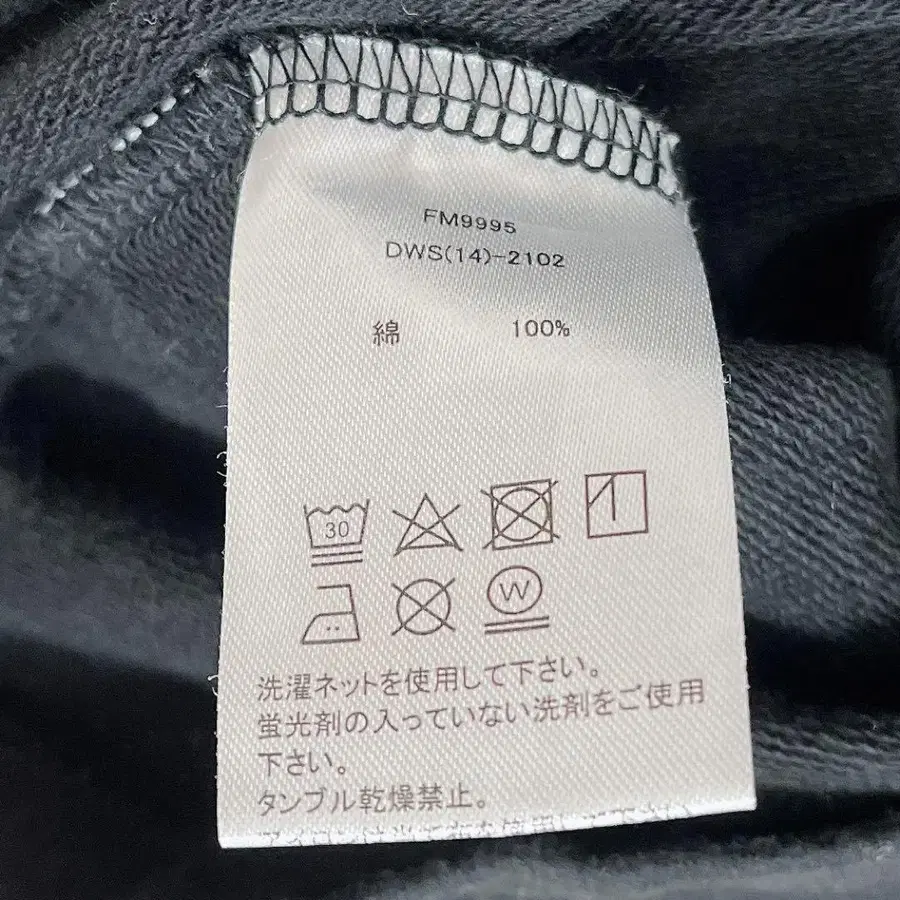 FM9995
DWS(14)-2102
綿 100%
30
W
洗濯ネットを使用して下さい。
蛍光剤の入っていない洗剤をご使用
下さい。
タンブル乾燥禁止。